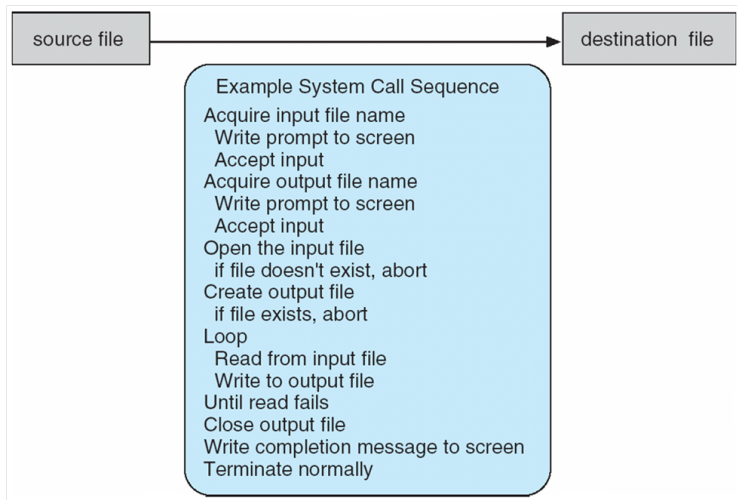 source file
destination file
Example System Call Sequence
Acquire input file name
Write prompt to screen
Accept input
Acquire output file name
Write prompt to screen
Accept input
Open the input file
if file doesn't exist, abort
Create output file
if file exists, abort
Loop
Read from input file
Write to output file
Until read fails
Close output file
Write completion message to screen
Terminate normally